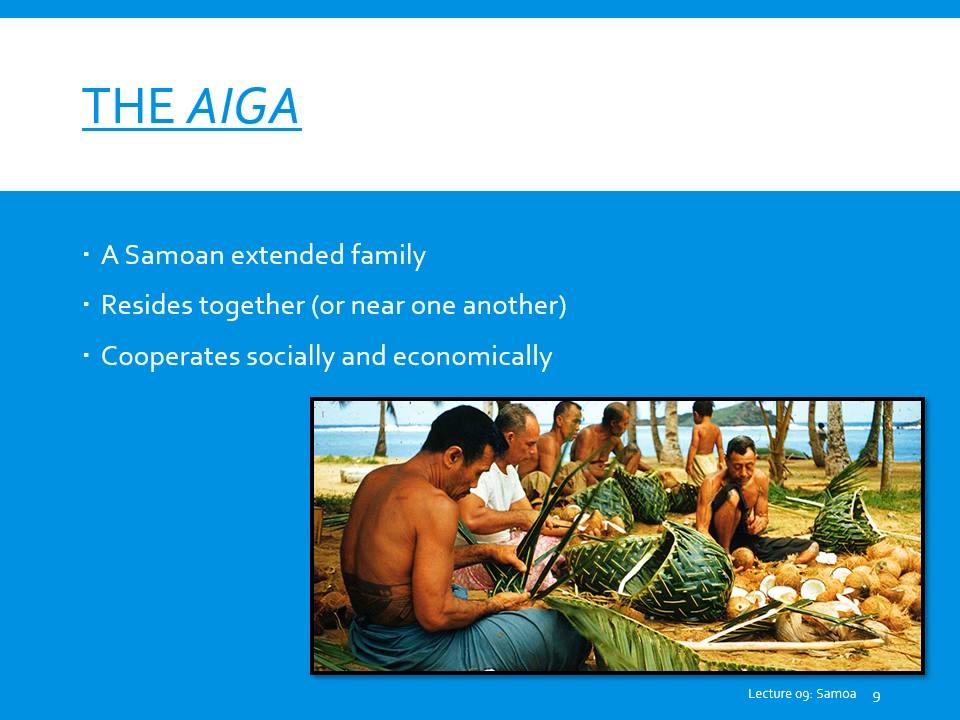 THE AIGA
▪ A Samoan extended family
▪ Resides together (or near one another)
▪ Cooperates socially and economically
Lecture 09: Samoa 9